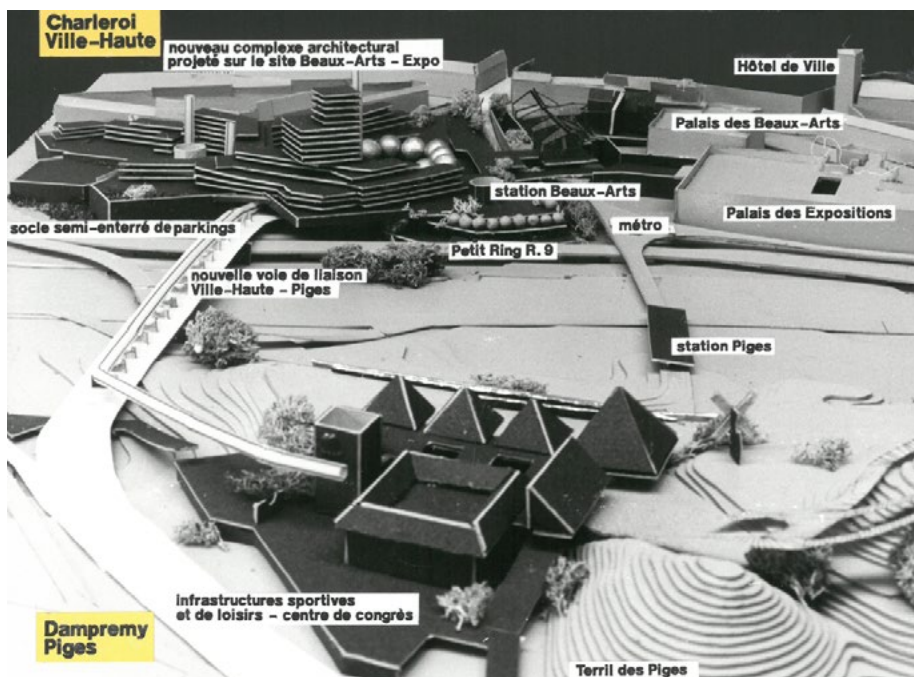 Charleroi
Ville-Haute
nouveau complexe architectural
projeté sur le site Beaux-Arts - Expo
Hôtel de Ville
Palais des Beaux-Arts
station Beaux-Arts
Palais des Expositions
socle semi-enterré de parkings
métro
Petit Ring R.9
nouvelle voie de liaison
Ville-Haute - Piges
station Piges
infrastructures sportives
et de loisirs - centre de congrès
Dampremy
Piges
Terril des Piges